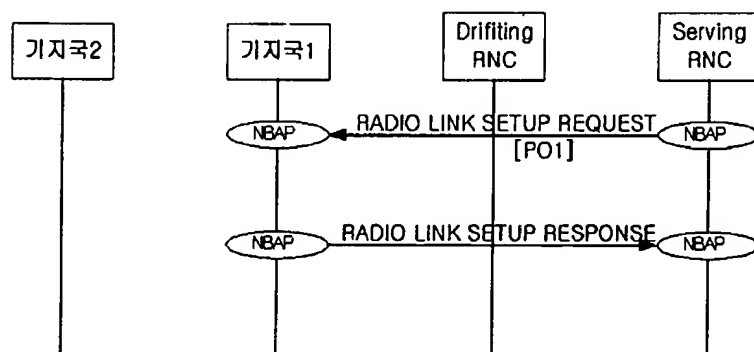 기지국2
기지국1
Drifiting
RNC
Serving
RNC
NBAP
RADIO LINK SETUP REQUEST
NBAP
[PO1]
NBAP
RADIO LINK SETUP RESPONSE
NBAP